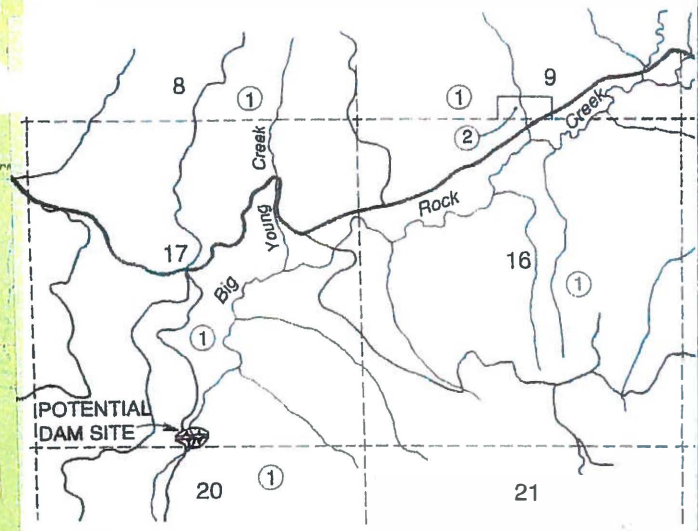 8
1
1
9
2
Creek
Creek
Rock
Young
17
Big
16
1
1
POTENTIAL
DAM SITE
20
1
21